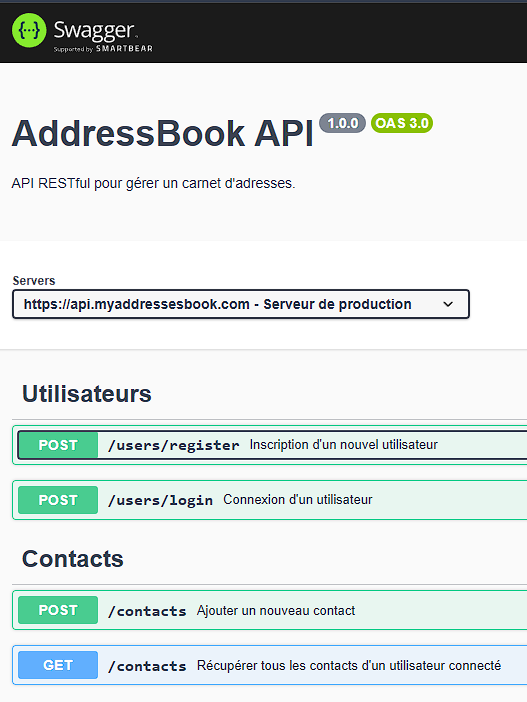 Swagger
Supported by SMARTBEAR
AddressBook API 1.0.0 OAS 3.0
API RESTful pour gérer un carnet d'adresses.
Servers
https://api.myaddressesbook.com - Serveur de production
Utilisateurs
POST /users/register Inscription d'un nouvel utilisateur
POST /users/login Connexion d'un utilisateur
Contacts
POST /contacts Ajouter un nouveau contact
GET /contacts Récupérer tous les contacts d'un utilisateur connecté